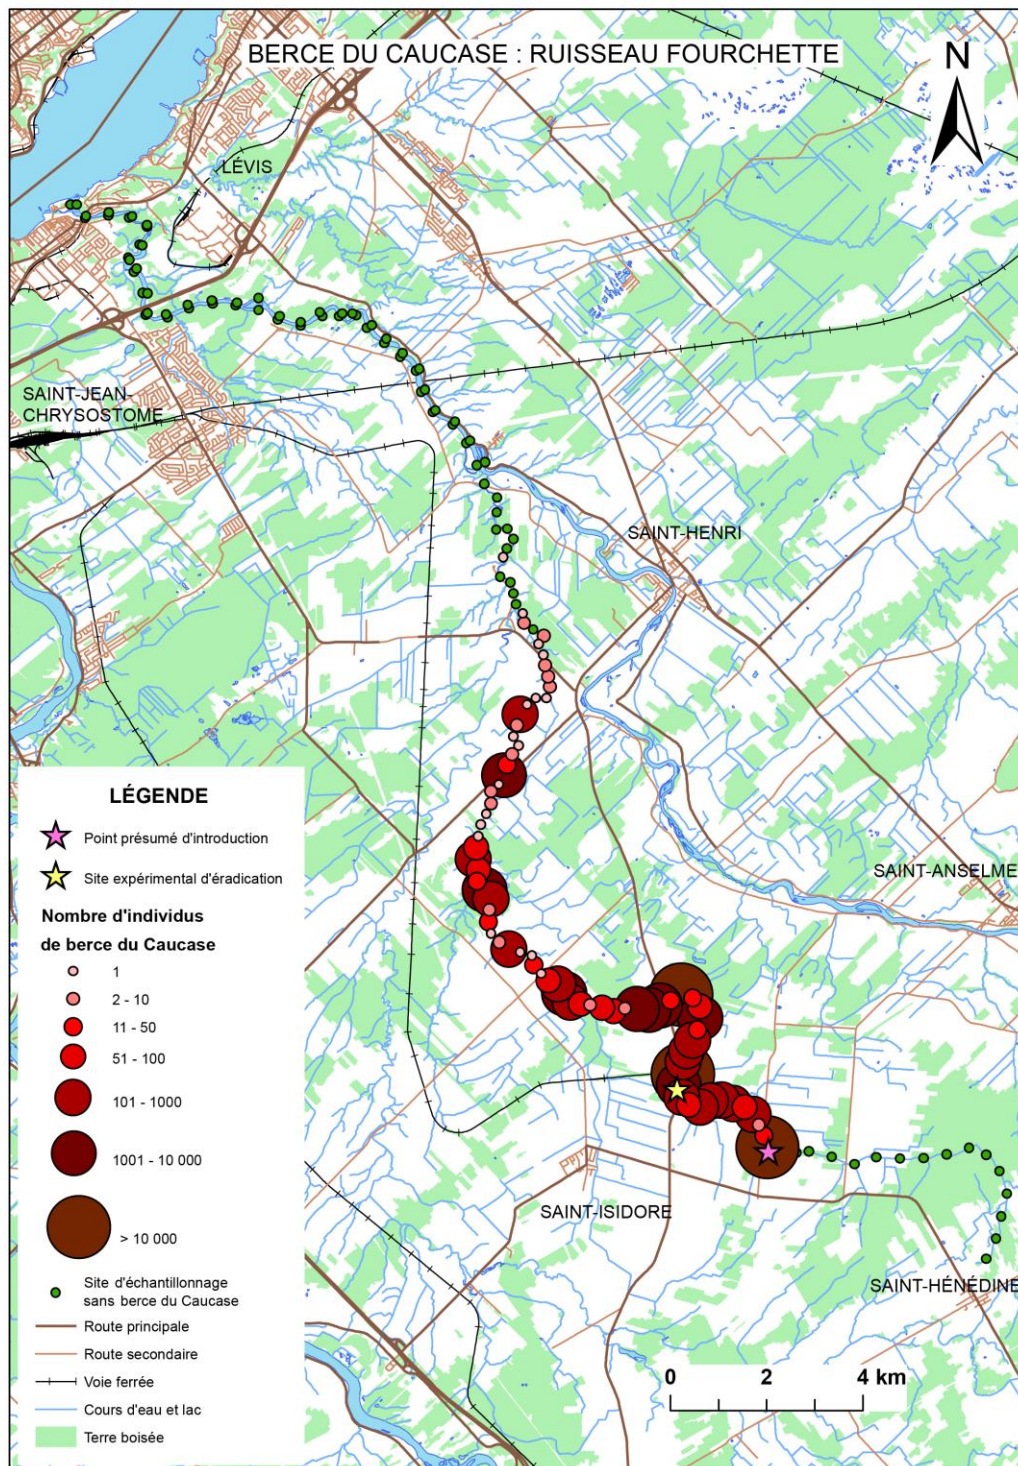 BERCE DU CAUCASE : RUISSEAU FOURCHETTE
N
LÉVIS
SAINT-JEAN-
CHRYSOSTOME
SAINT-HENRI
SAINT-ANSELME
SAINT-ISIDORE
SAINT-HÉNÉDINE
0 2 4 km
LÉGENDE
Point présumé d'introduction
Site expérimental d'éradication
Nombre d'individus
de berce du Caucase
1
2 - 10
11 - 50
51 - 100
101 - 1000
1001 - 10 000
> 10 000
Site d'échantillonnage
sans berce du Caucase
Route principale
Route secondaire
Voie ferrée
Cours d'eau et lac
Terre boisée